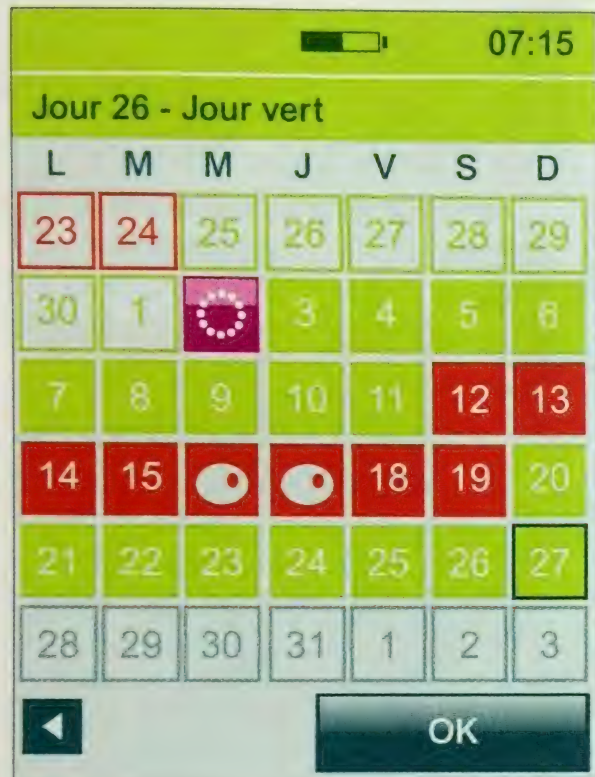 07:15
Jour 26 - Jour vert
L M M J V S D
23 24 25 26 27 28 29
30 1 3 4 5 6
7 8 9 10 11 12 13
14 15 18 19 20
21 22 23 24 25 26 27
28 29 30 31 1 2 3
OK